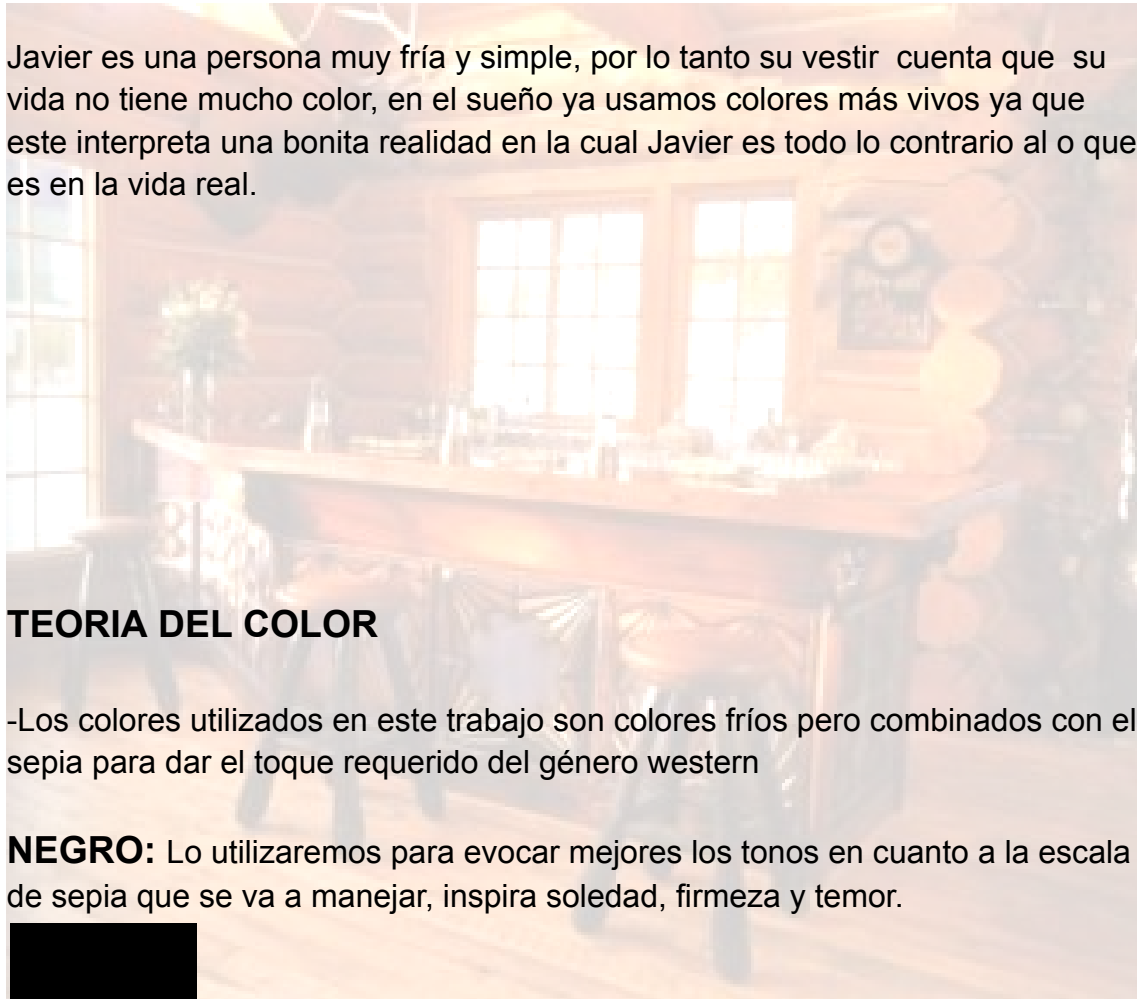 Javier es una persona muy fría y simple, por lo tanto su vestir  cuenta que  su
vida no tiene mucho color, en el sueño ya usamos colores más vivos ya que
este interpreta una bonita realidad en la cual Javier es todo lo contrario al o que
es en la vida real.
TEORIA DEL COLOR
-Los colores utilizados en este trabajo son colores fríos pero combinados con el
sepia para dar el toque requerido del género western
NEGRO: Lo utilizaremos para evocar mejores los tonos en cuanto a la escala
de sepia que se va a manejar, inspira soledad, firmeza y temor.